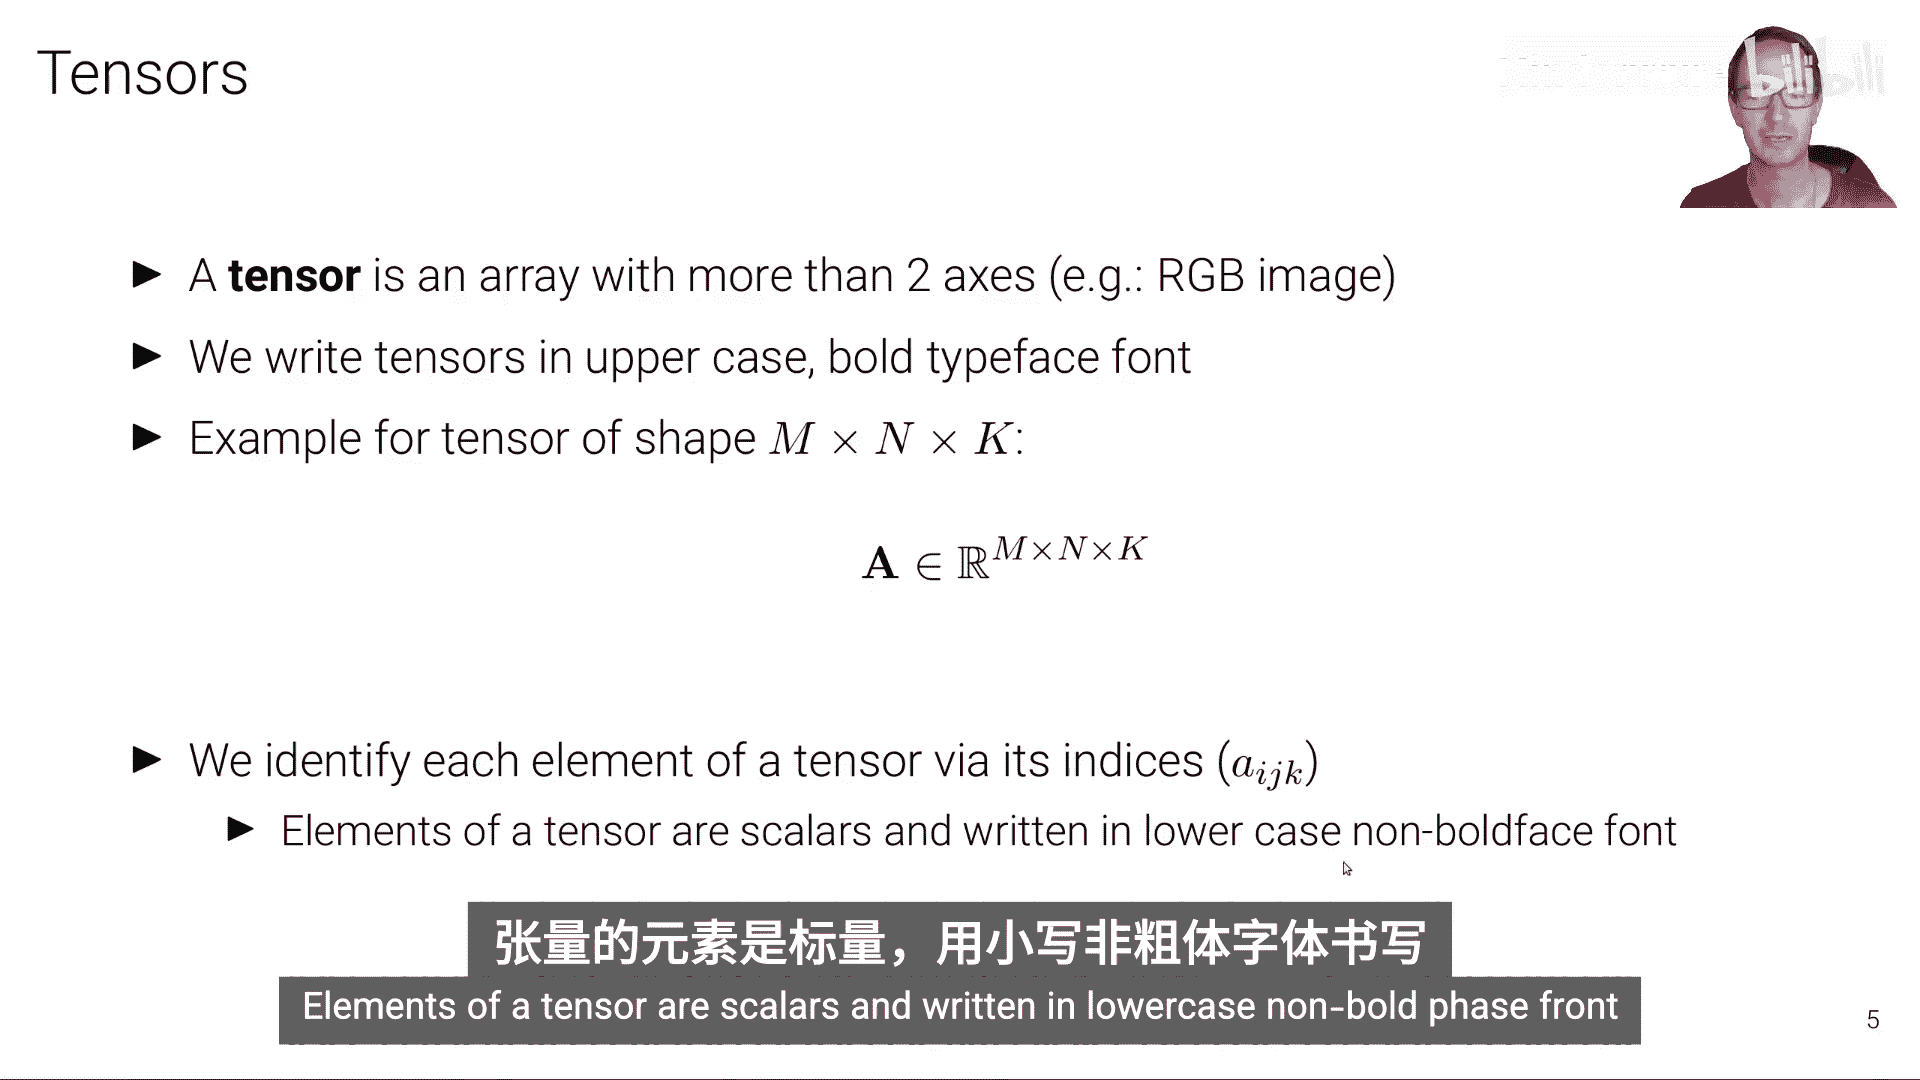 Tensors
bilibili
► A tensor is an array with more than 2 axes (e.g.: RGB image)
► We write tensors in upper case, bold typeface font
► Example for tensor of shape M × N × K:
A ∈ ℝ^{M×N×K}
► We identify each element of a tensor via its indices (a_{ijk})
► Elements of a tensor are scalars and written in lower case non-boldface font
张量的元素是标量，用小写非粗体字体书写
Elements of a tensor are scalars and written in lowercase non-bold phase front
5